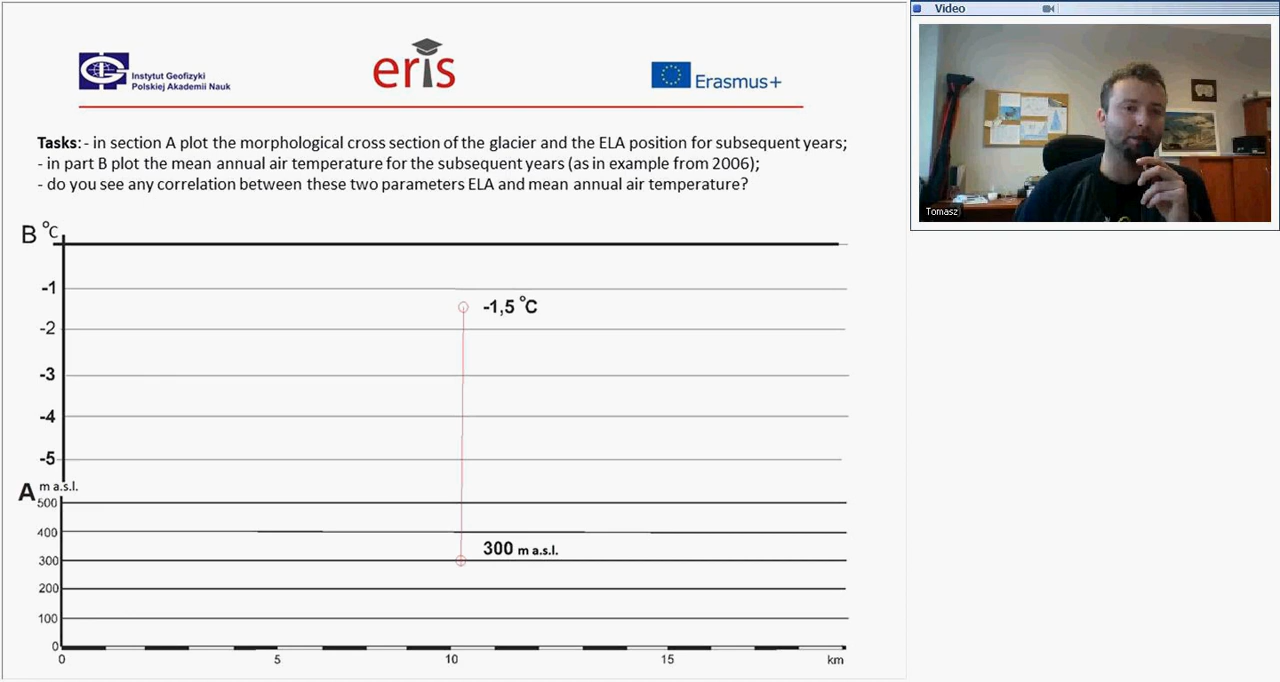 Instytut Geofizyki
Polskiej Akademii Nauk
eris
Erasmus+
Tasks: - in section A plot the morphological cross section of the glacier and the ELA position for subsequent years;
- in part B plot the mean annual air temperature for the subsequent years (as in example from 2006);
- do you see any correlation between these two parameters ELA and mean annual air temperature?
B °C
-1
-1,5 °C
-2
-3
-4
-5
A m a.s.l.
500
400
300 m a.s.l.
300
200
100
0
0 5 10 15 km
Video
Tomasz